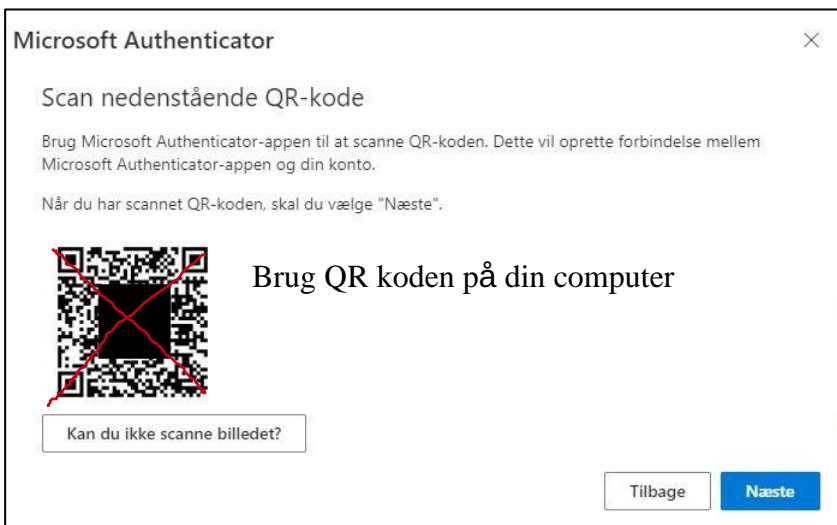 Microsoft Authenticator
Scan nedenstående QR-kode
Brug Microsoft Authenticator-appen til at scanne QR-koden. Dette vil oprette forbindelse mellem
Microsoft Authenticator-appen og din konto.
Når du har scannet QR-koden, skal du vælge "Næste".
Brug QR koden på din computer
Kan du ikke scanne billedet?
Tilbage
Næste